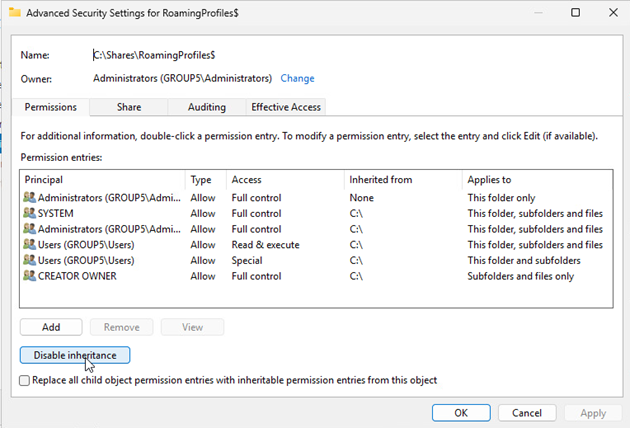 Advanced Security Settings for RoamingProfiles$
Name: C:\Shares\RoamingProfiles$
Owner: Administrators (GROUP5\Administrators) Change
Permissions Share Auditing Effective Access
For additional information, double-click a permission entry. To modify a permission entry, select the entry and click Edit (if available).
Permission entries:
Principal Type Access Inherited from Applies to
Administrators (GROUP5\Admi... Allow Full control None This folder only
SYSTEM Allow Full control C:\ This folder, subfolders and files
Administrators (GROUP5\Admi... Allow Full control C:\ This folder, subfolders and files
Users (GROUP5\Users) Allow Read & execute C:\ This folder, subfolders and files
Users (GROUP5\Users) Allow Special C:\ This folder and subfolders
CREATOR OWNER Allow Full control C:\ Subfolders and files only
Add Remove View
Disable inheritance
Replace all child object permission entries with inheritable permission entries from this object
OK Cancel Apply